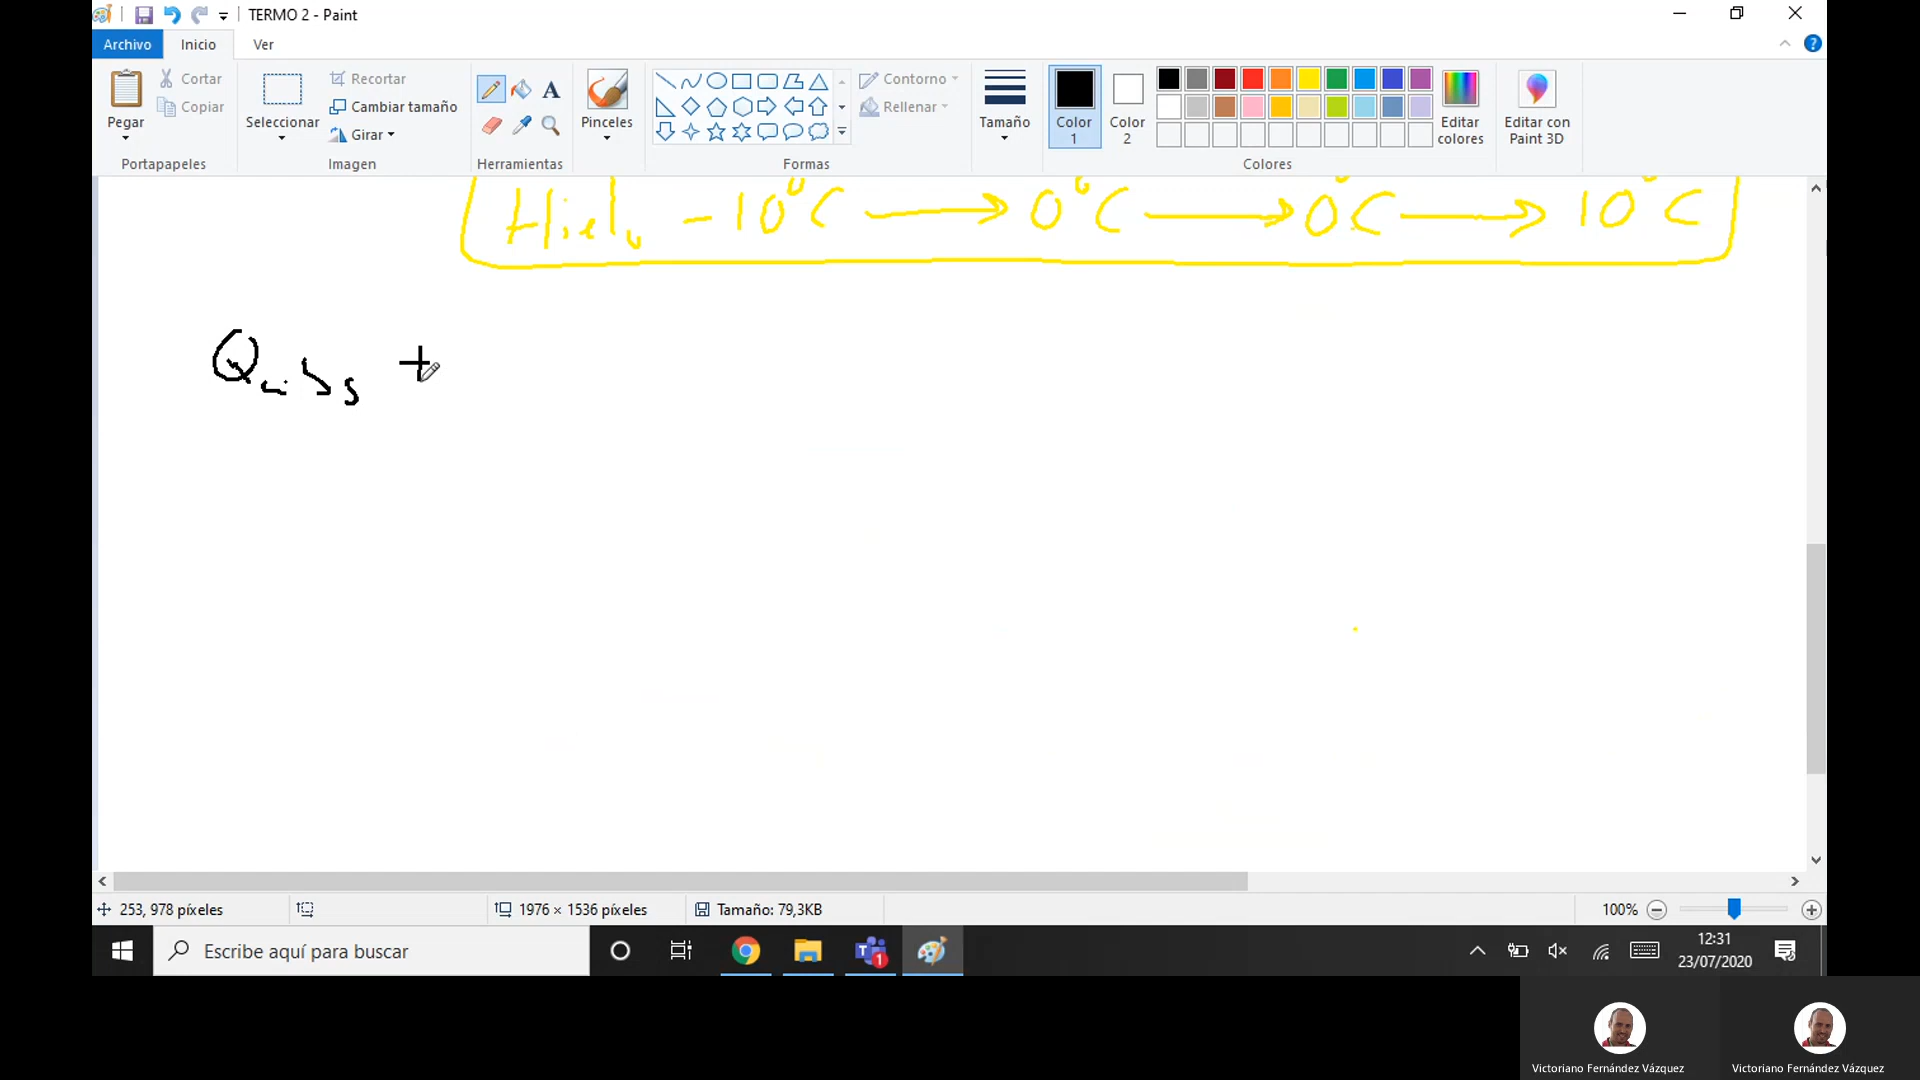 TERMO 2 - Paint
Archivo Inicio Ver
Pegar
Cortar
Copiar
Portapapeles
Seleccionar
Recortar
Cambiar tamaño
Girar
Imagen
A
Herramientas
Pinceles
Contorno
Rellenar
Formas
Tamaño
Color 1
Color 2
Editar colores
Editar con Paint 3D
Colores
Hielo -10°C → 0°C → 0°C → 10°C
Q
+
253, 978 píxeles
1976 × 1536 píxeles
Tamaño: 79,3KB
100%
Escribe aquí para buscar
1
12:31
23/07/2020
Victoriano Fernández Vázquez
Victoriano Fernández Vázquez